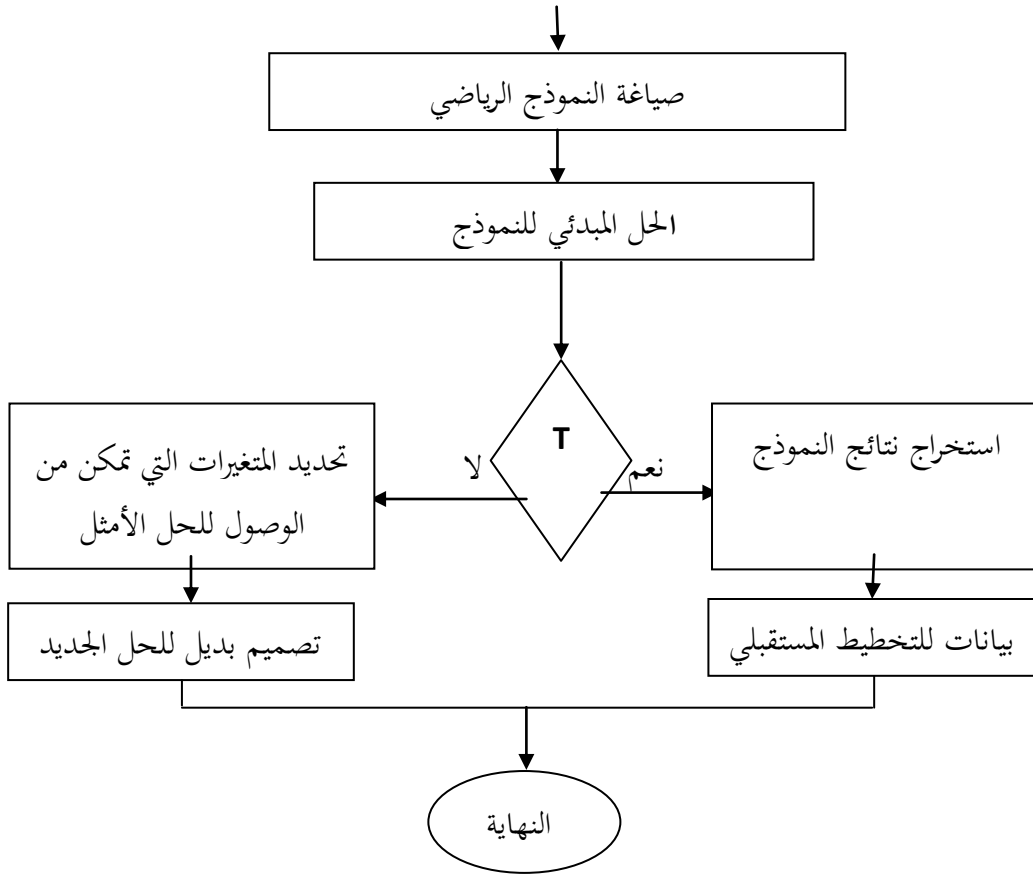 صياغة النموذج الرياضي
الحل المبدئي للنموذج
T
نعم
لا
استخراج نتائج النموذج
تحديد المتغيرات التي تمكن من
الوصول للحل الأمثل
بيانات للتخطيط المستقبلي
تصميم بديل للحل الجديد
النهاية